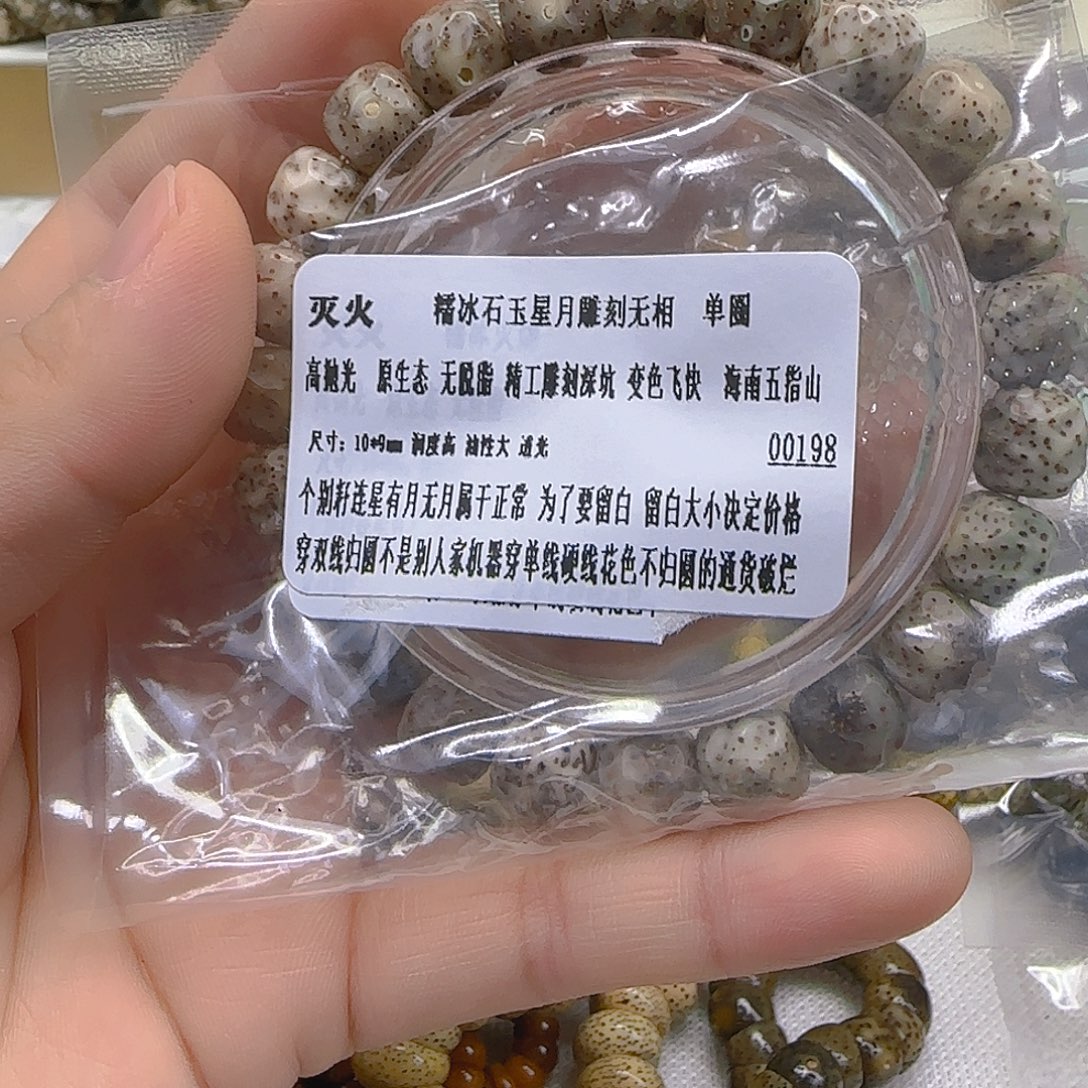 灭火 糯冰石玉星月雕刻无相 单圈
高抛光 原生态 无脱脂 精工雕刻深坑 变色飞快 海南五指山
尺寸：10*9mm 润度高 油性大 透光 00198
个别籽连星有月无月属于正常 为了要留白 留白大小决定价格
穿双线归圆不是别人家机器穿单线硬线花色不归圆的通货破烂